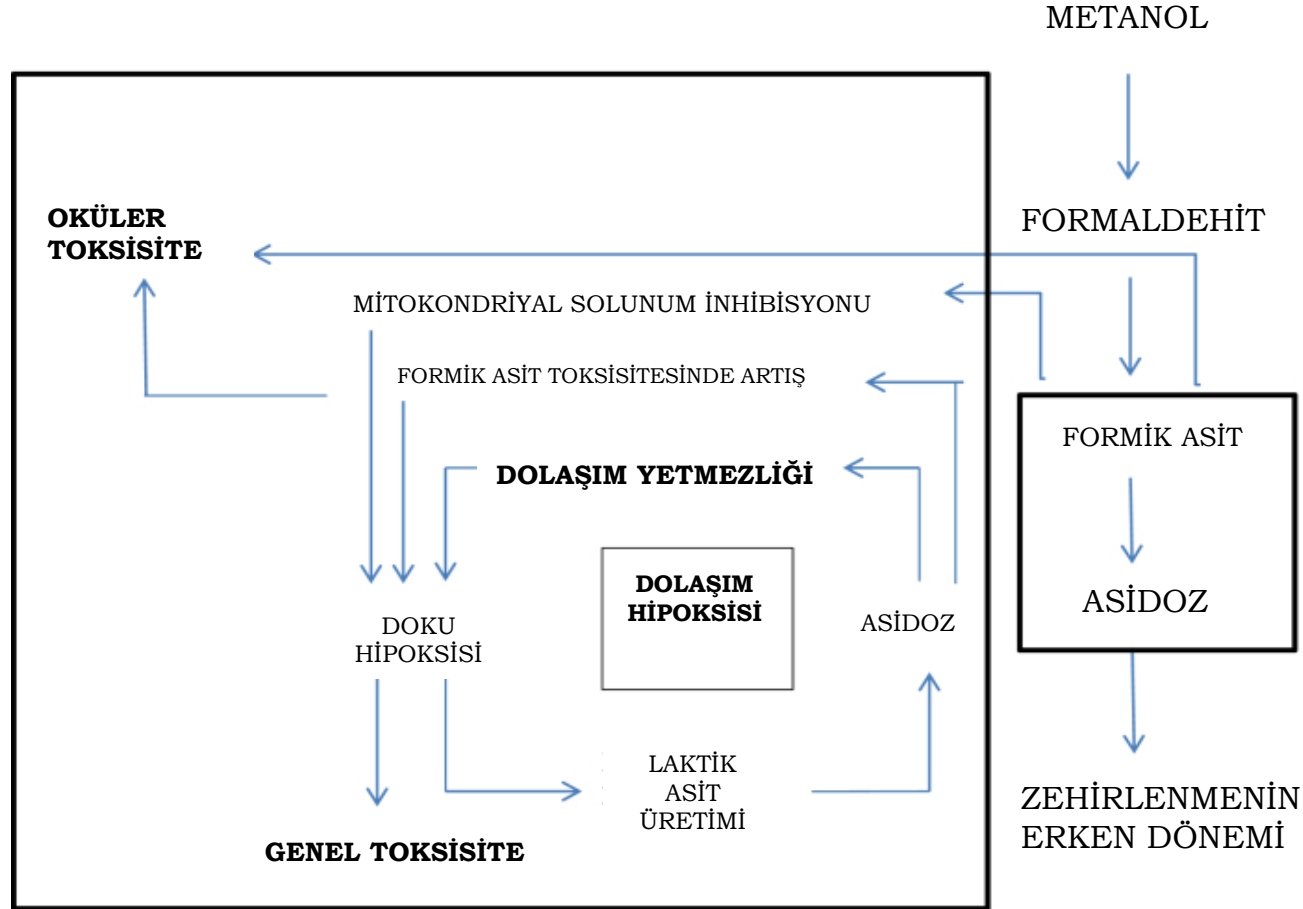 METANOL
FORMALDEHİT
OKÜLER
TOKSİSİTE
MİTOKONDRİYAL SOLUNUM İNHİBİSYONU
FORMİK ASİT TOKSİSİTESİNDE ARTIŞ
FORMİK ASİT
DOLAŞIM YETMEZLİĞİ
DOLAŞIM
HİPOKSİSİ
ASİDOZ
DOKU
HİPOKSİSİ
ASİDOZ
LAKTİK
ASİT
ÜRETİMİ
ZEHİRLENMENİN
ERKEN DÖNEMİ
GENEL TOKSİSİTE